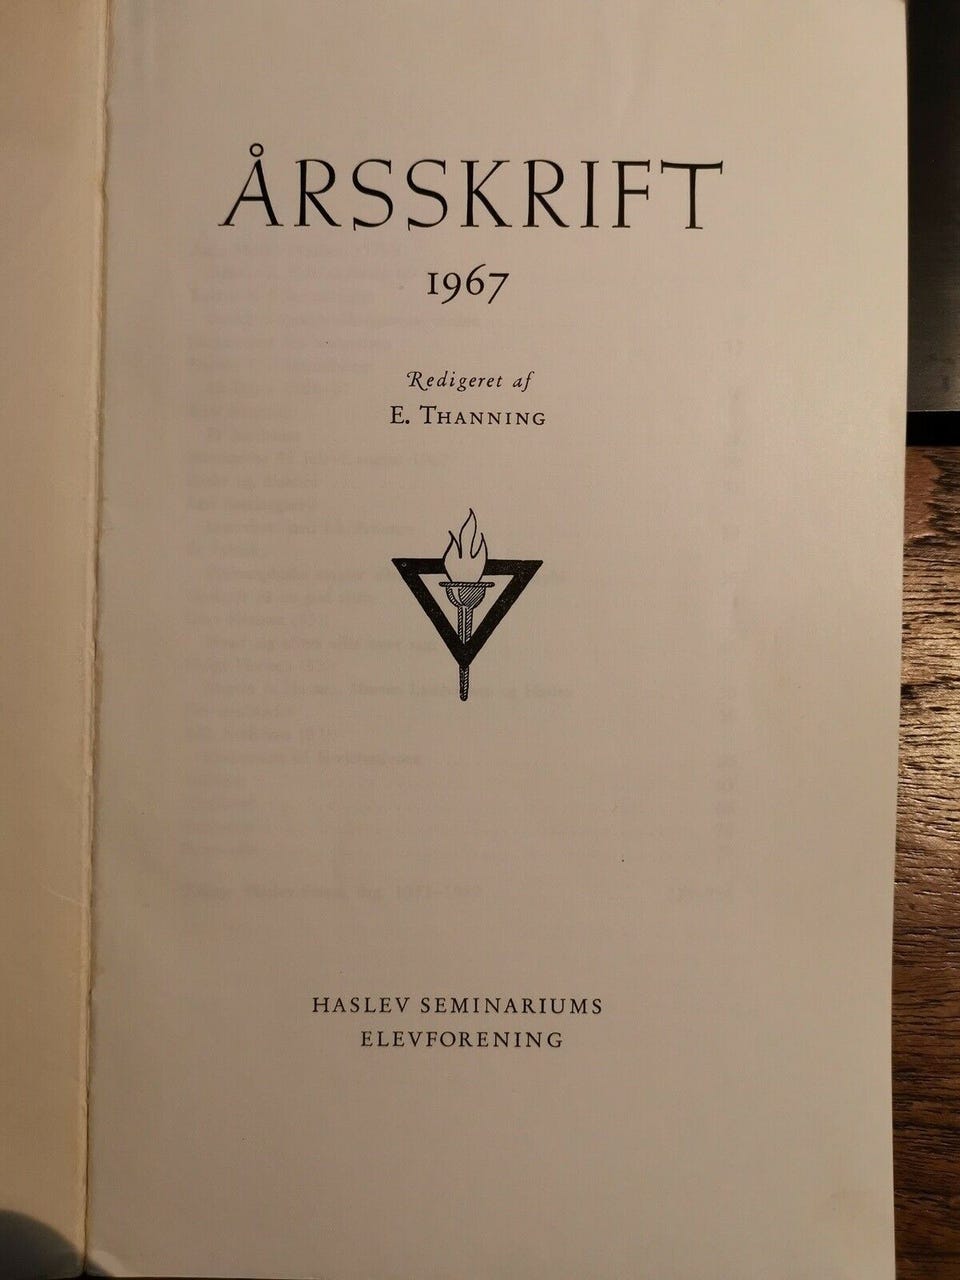 ÅRSSKRIFT
1967
Redigeret af
E. THANNING
HASLEV SEMINARIUMS
ELEVFORENING